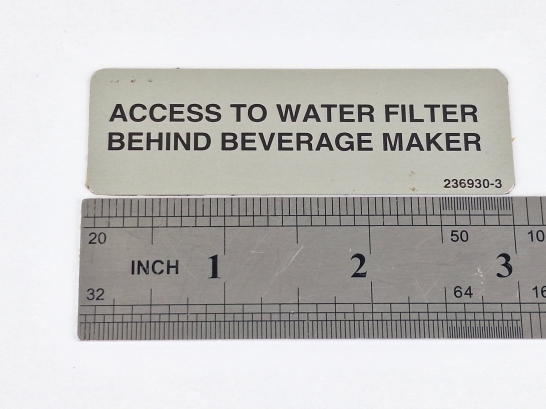 ACCESS TO WATER FILTER
BEHIND BEVERAGE MAKER
236930-3
20 50 10
INCH 1 2 3
32 64 16